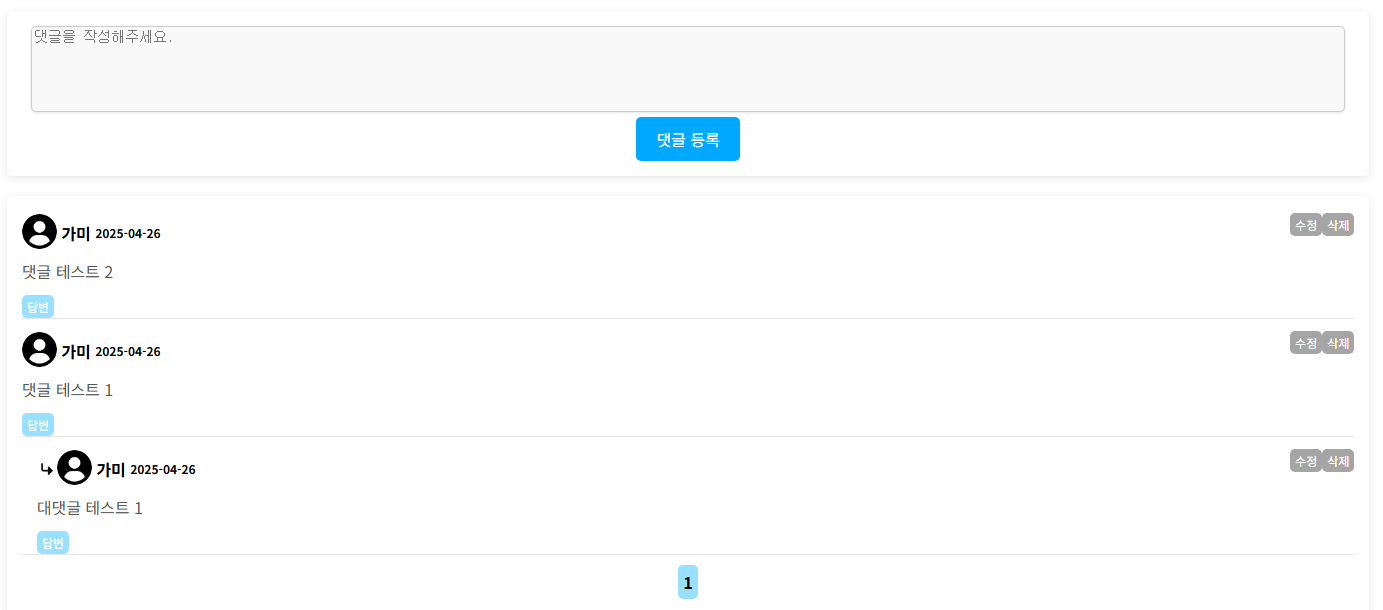 댓글을 작성해주세요.
댓글 등록
가미 2025-04-26 수정 삭제
댓글 테스트 2
답변
가미 2025-04-26 수정 삭제
댓글 테스트 1
답변
가미 2025-04-26 수정 삭제
대댓글 테스트 1
답변
1